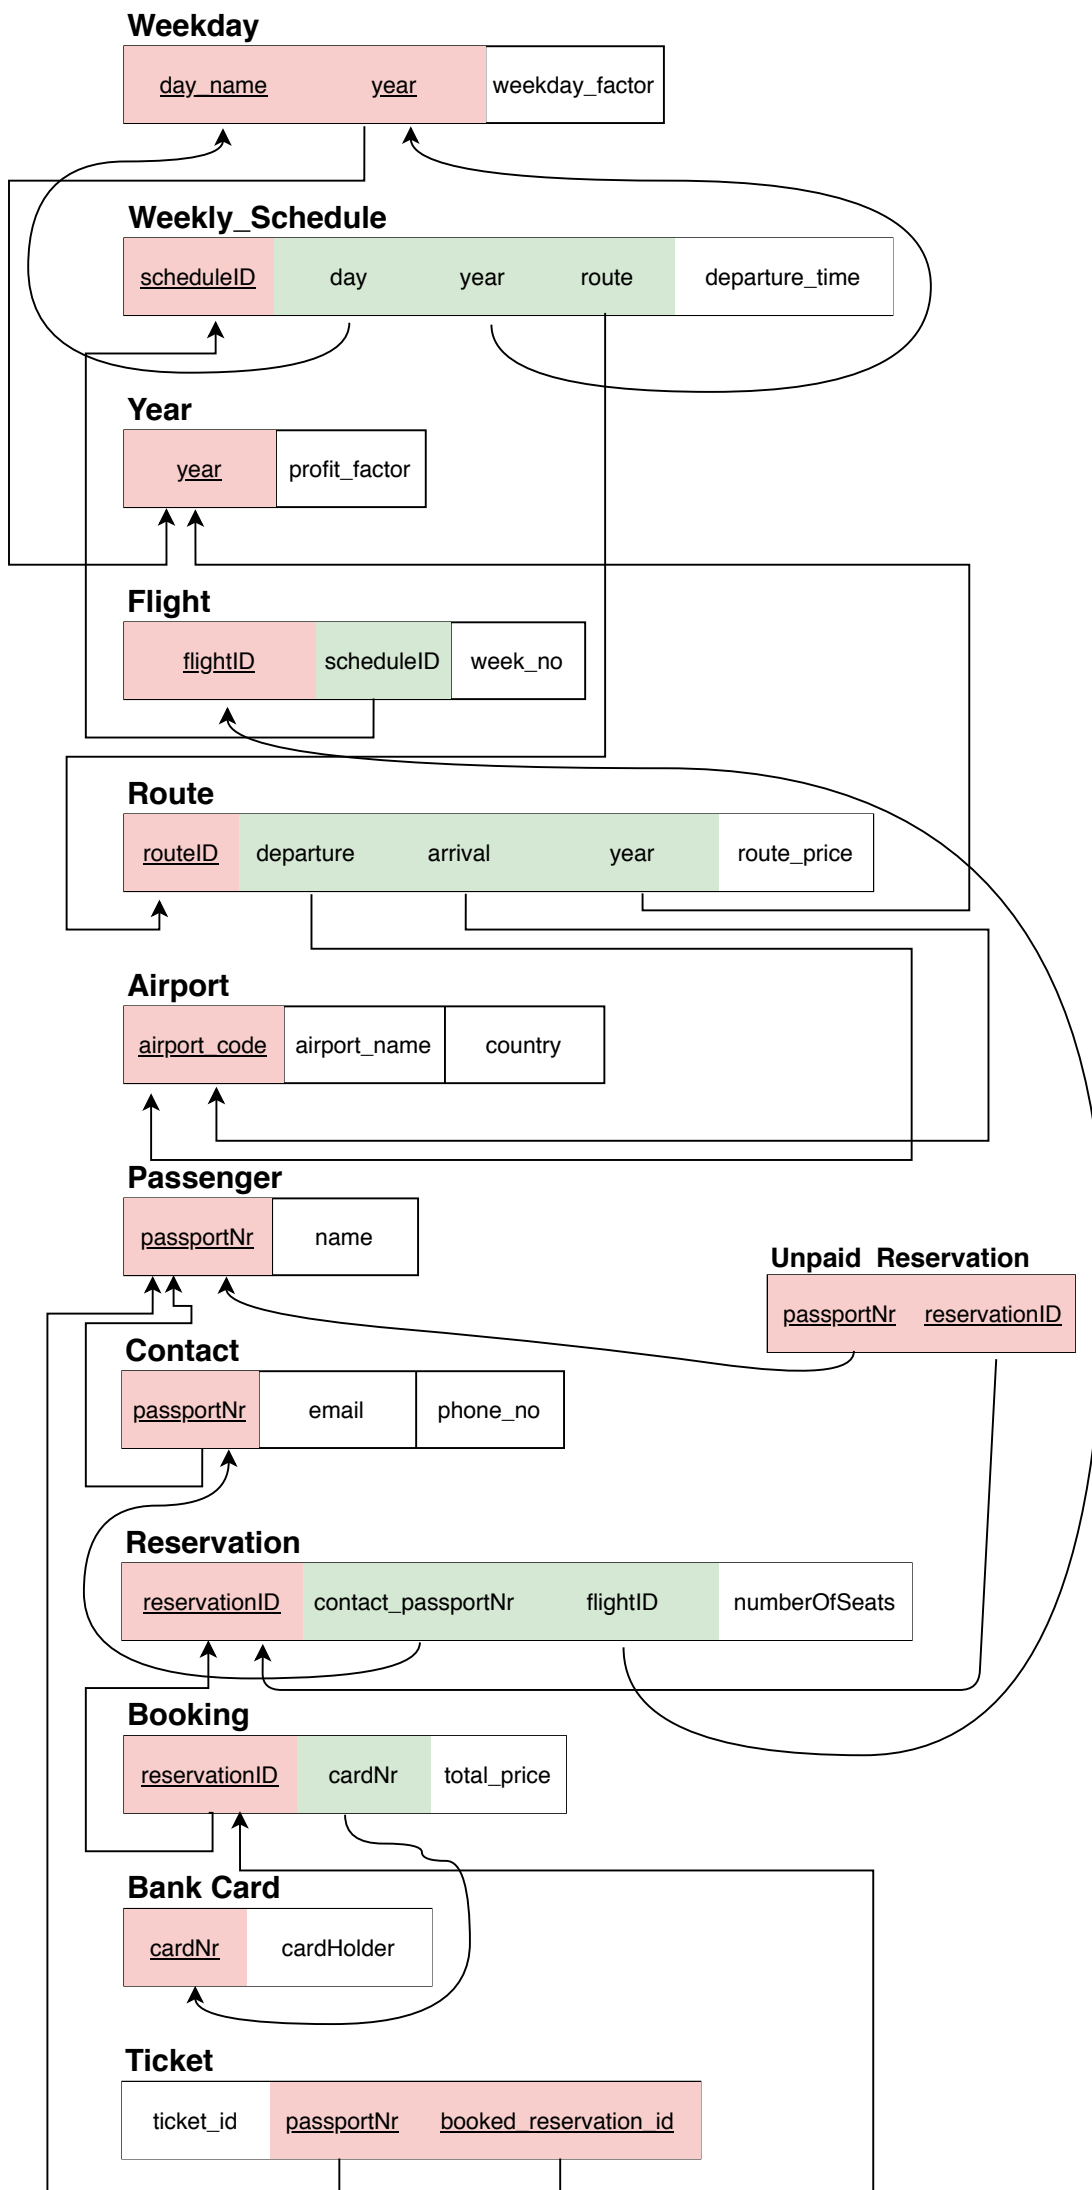 Weekday
day_name year weekday_factor
Weekly_Schedule
scheduleID day year route departure_time
Year
year profit_factor
Flight
flightID scheduleID week_no
Route
routeID departure arrival year route_price
Airport
airport_code airport_name country
Passenger
passportNr name
Unpaid_Reservation
passportNr reservationID
Contact
passportNr email phone_no
Reservation
reservationID contact_passportNr flightID numberOfSeats
Booking
reservationID cardNr total_price
Bank Card
cardNr cardHolder
Ticket
ticket_id passportNr booked_reservation_id